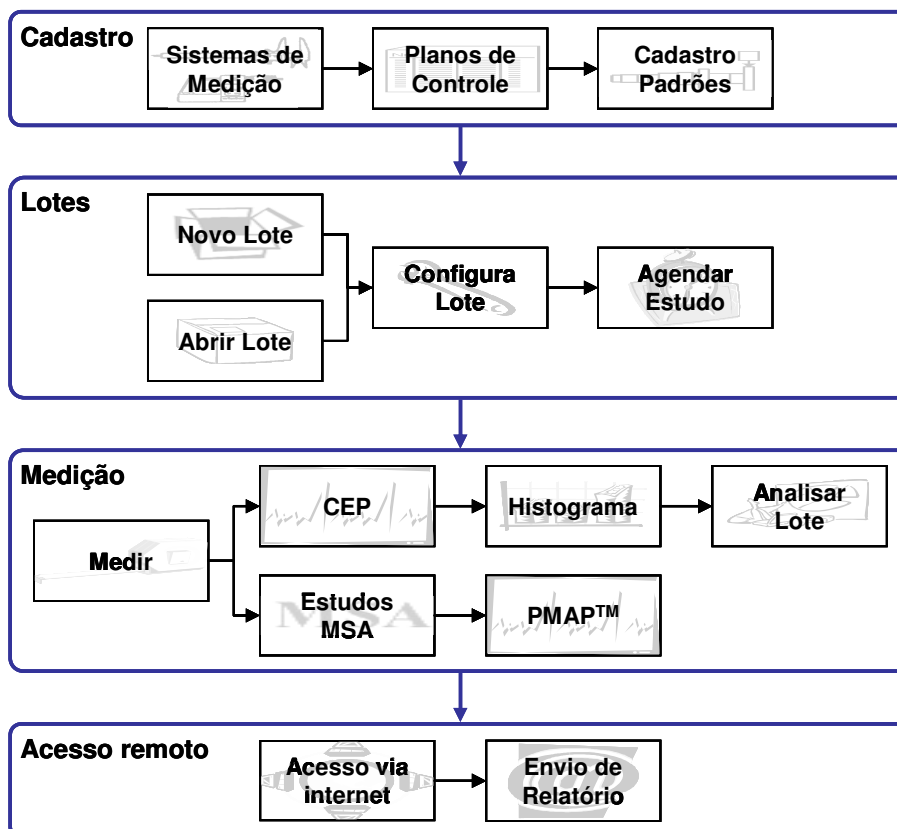 Cadastro
Sistemas de
Medição
Planos de
Controle
Cadastro
Padrões
Lotes
Novo Lote
Abrir Lote
Configura
Lote
Agendar
Estudo
Medição
Medir
CEP
Histograma
Analisar
Lote
Estudos
MSA
MSA
PMAP™
Acesso remoto
Acesso via
internet
Envio de
Relatório